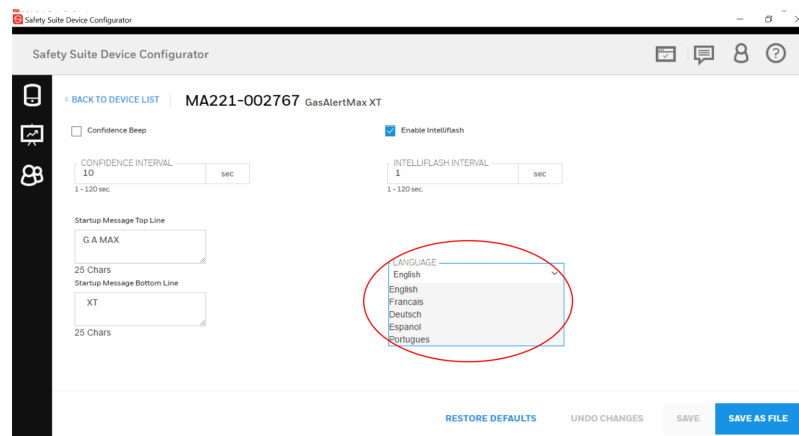 Safety Suite Device Configurator
Safety Suite Device Configurator
< BACK TO DEVICE LIST MA221-002767 GasAlertMax XT
Confidence Beep Enable Intelliflash
CONFIDENCE INTERVAL INTELLIFLASH INTERVAL
10 sec 1 sec
1 - 120 sec. 1 - 120 sec.
Startup Message Top Line
G A MAX
25 Chars
LANGUAGE
English
Startup Message Bottom Line
XT
25 Chars
English
Francais
Deutsch
Espanol
Portugues
RESTORE DEFAULTS UNDO CHANGES SAVE SAVE AS FILE